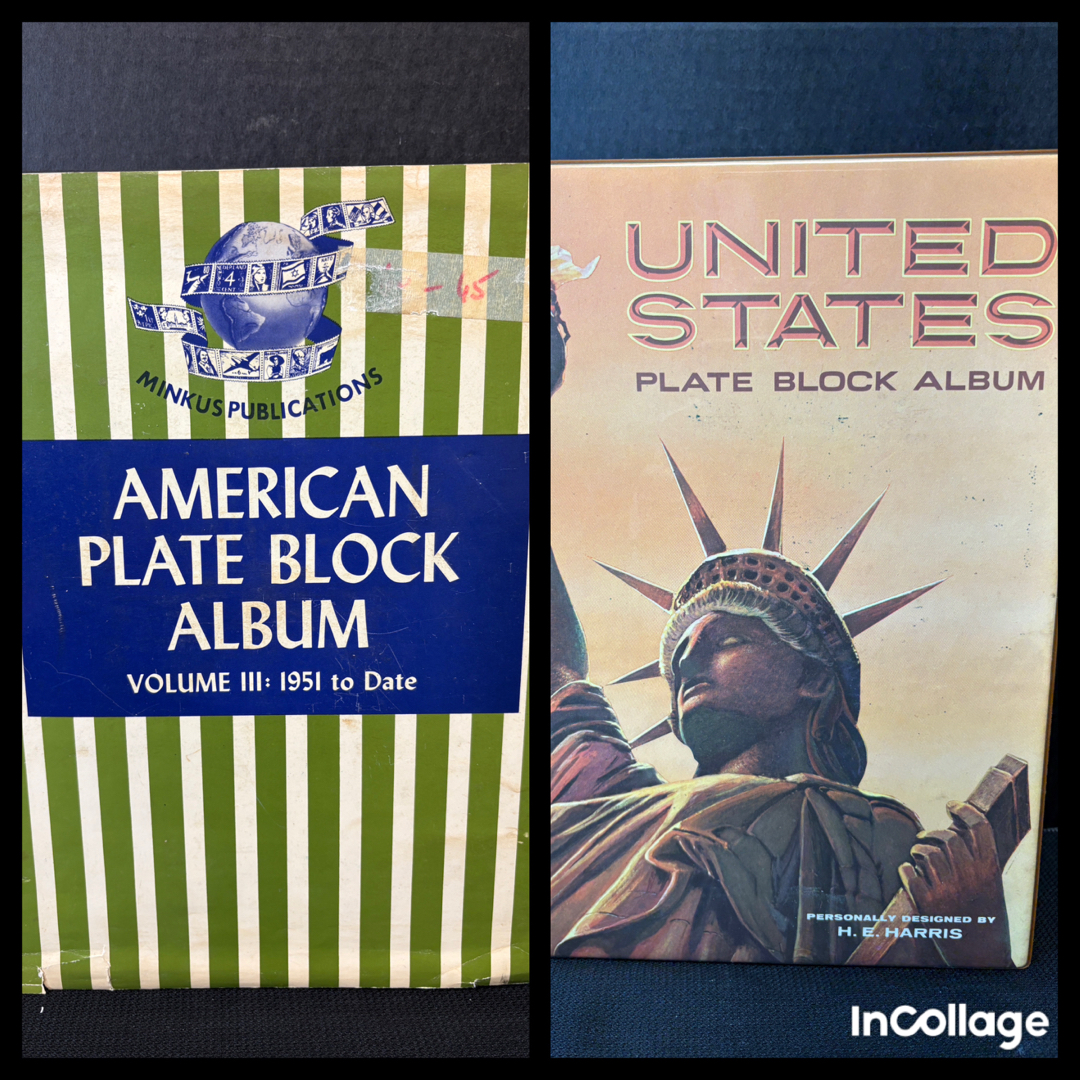 MINKUS PUBLICATIONS
- 45
AMERICAN
PLATE BLOCK
ALBUM
VOLUME III: 1951 to Date
UNITED
STATES
PLATE BLOCK ALBUM
PERSONALLY DESIGNED BY
H. E. HARRIS
InCollage